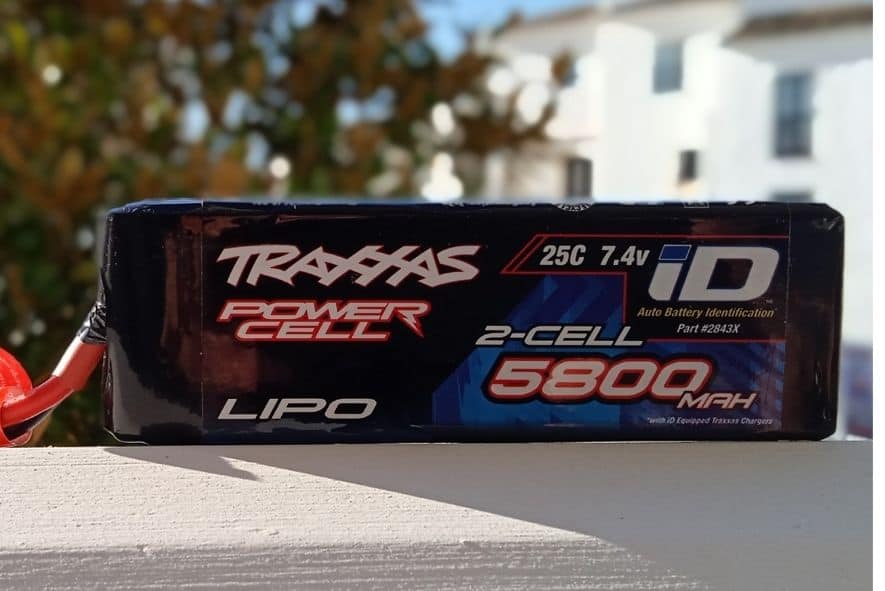 TRAXXAS
POWER
CELL
LIPO
25C 7.4v
iD
Auto Battery Identification
Part #2843X
2-CELL
5800
MAH
*with iD Equipped Traxxas Chargers